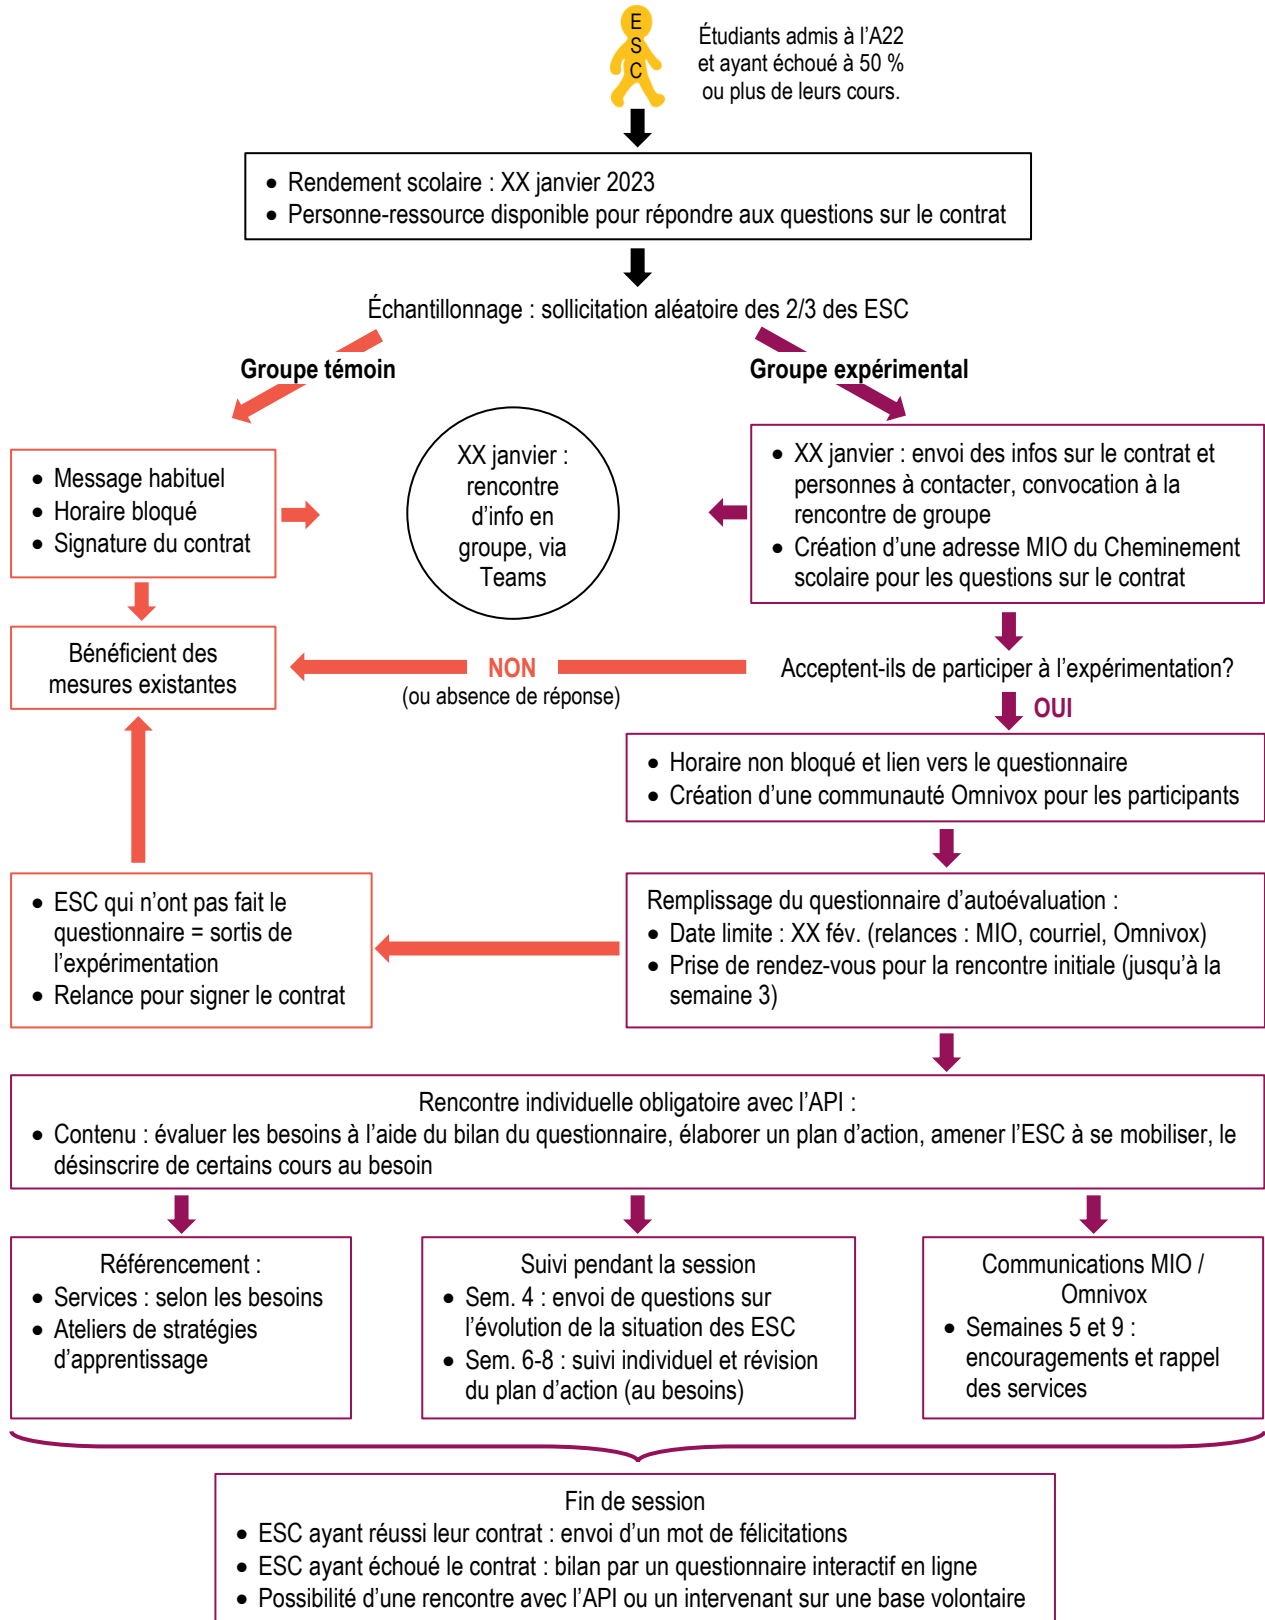 E
S
C
Étudiants admis à l’A22
et ayant échoué à 50 %
ou plus de leurs cours.
• Rendement scolaire : XX janvier 2023
• Personne-ressource disponible pour répondre aux questions sur le contrat
Échantillonnage : sollicitation aléatoire des 2/3 des ESC
Groupe témoin
Groupe expérimental
• Message habituel
• Horaire bloqué
• Signature du contrat
XX janvier :
rencontre
d’info en
groupe, via
Teams
• XX janvier : envoi des infos sur le contrat et
personnes à contacter, convocation à la
rencontre de groupe
• Création d’une adresse MIO du Cheminement
scolaire pour les questions sur le contrat
Bénéficient des
mesures existantes
NON
(ou absence de réponse)
Acceptent-ils de participer à l’expérimentation?
OUI
• Horaire non bloqué et lien vers le questionnaire
• Création d’une communauté Omnivox pour les participants
• ESC qui n’ont pas fait le
questionnaire = sortis de
l’expérimentation
• Relance pour signer le contrat
Remplissage du questionnaire d’autoévaluation :
• Date limite : XX fév. (relances : MIO, courriel, Omnivox)
• Prise de rendez-vous pour la rencontre initiale (jusqu’à la
semaine 3)
Rencontre individuelle obligatoire avec l’API :
• Contenu : évaluer les besoins à l’aide du bilan du questionnaire, élaborer un plan d’action, amener l’ESC à se mobiliser, le
désinscrire de certains cours au besoin
Référencement :
• Services : selon les besoins
• Ateliers de stratégies
d’apprentissage
Suivi pendant la session
• Sem. 4 : envoi de questions sur
l’évolution de la situation des ESC
• Sem. 6-8 : suivi individuel et révision
du plan d’action (au besoins)
Communications MIO /
Omnivox
• Semaines 5 et 9 :
encouragements et rappel
des services
Fin de session
• ESC ayant réussi leur contrat : envoi d’un mot de félicitations
• ESC ayant échoué le contrat : bilan par un questionnaire interactif en ligne
• Possibilité d’une rencontre avec l’API ou un intervenant sur une base volontaire